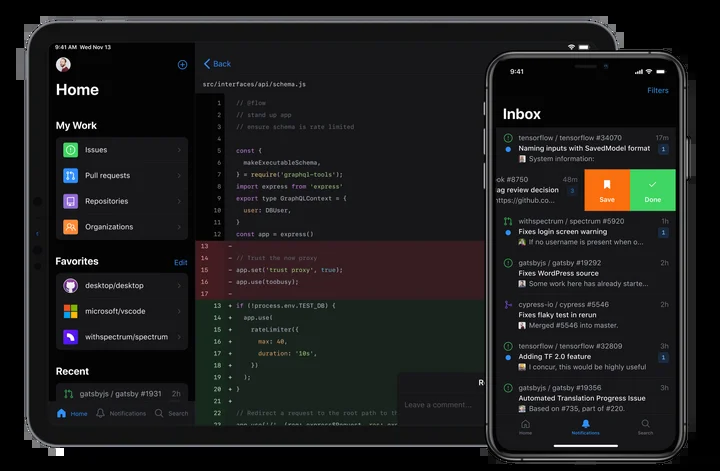 9:41 AM Wed Nov 13
Home
My Work
Issues
Pull requests
Repositories
Organizations
Favorites
Edit
desktop/desktop
microsoft/vscode
withspectrum/spectrum
Recent
gatsbyjs / gatsby #1931 2h
Home
Notifications
Search
Back
src/interfaces/api/schema.js
1 // @flow
2 // stand up app
3 // ensure schema is rate limited
4
5 const {
6 makeExecutableSchema,
7 } = require('graphql-tools');
8 import express from 'express'
9 export type GraphQLContext = {
10 user: DBUser,
11 }
12 const app = express()
13 -
14 - // Trust the now proxy
15 - app.set('trust proxy', true);
16 - app.use(toobusy);
17 -
13 + if (!process.env.TEST_DB) {
14 + app.use(
15 + rateLimiter({
16 + max: 40,
17 + duration: '10s',
18 + })
19 + );
20 + }
21 +
22 // Redirect a request to the root path to th
23
Leave a comment...
9:41
Filters
Inbox
tensorflow / tensorflow #34070 17m
Naming inputs with SavedModel format 1
System information:
ook #8750 48m
ag review decision 3
https://github.co...
Save
Done
withspectrum / spectrum #5920 1h
Fixes login screen warning 1
If no username is present when o...
gatsbyjs / gatsby #19292 2h
Fixes WordPress source
Some work here has already starte...
cypress-io / cypress #5546 2h
Fixes flaky test in rerun
Merged #5546 into master.
tensorflow / tensorflow #32809 3h
Adding TF 2.0 feature 1
I concur, this would be highly useful
gatsbyjs / gatsby #19356 3h
Automated Translation Progress Issue
Based on #735, part of #220.
Home
Notifications
Search